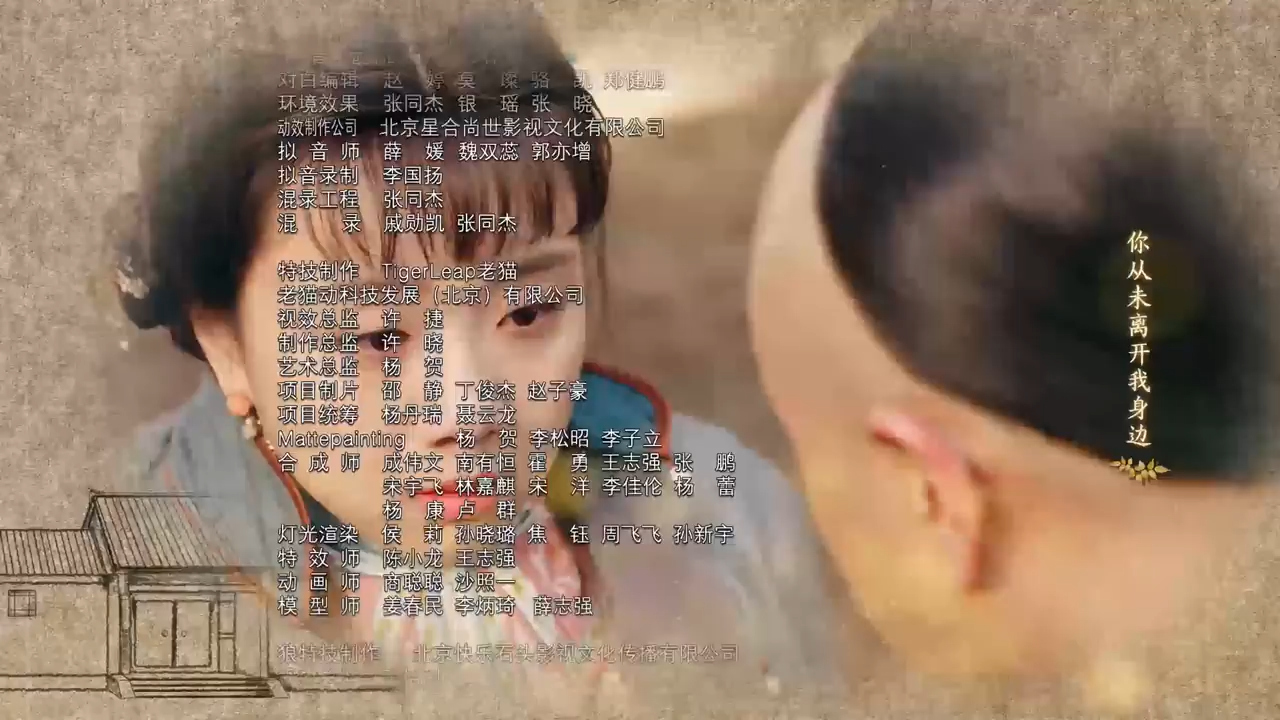 对白编辑 赵 婷 莫 璨 骆 凯 郑健鹏
环境效果 张同杰 银 瑶 张 晓
动效制作公司 北京星合尚世影视文化有限公司
拟音师 薛 媛 魏双蕊 郭亦增
拟音录制 李国扬
混录工程 张同杰
混 录 戚勋凯 张同杰
特技制作 TigerLeap老猫
老猫动科技发展（北京）有限公司
视效总监 许 捷
制作总监 许 晓
艺术总监 杨 贺
项目制片 邵 静 丁俊杰 赵子豪
项目统筹 杨丹瑞 聂云龙
Mattepainting 杨 贺 李松昭 李子立
合成师 成伟文 南有恒 霍 勇 王志强 张 鹏
宋宇飞 林嘉麒 宋 洋 李佳伦 杨 蕾
杨 康 卢 群
灯光渲染 侯 莉 孙晓璐 焦 钰 周飞飞 孙新宇
特效师 陈小龙 王志强
动画师 商聪聪 沙照一
模型师 姜春民 李炳琦 薛志强
狼特技制作 北京快乐石头影视文化传播有限公司
你从未离开我身边